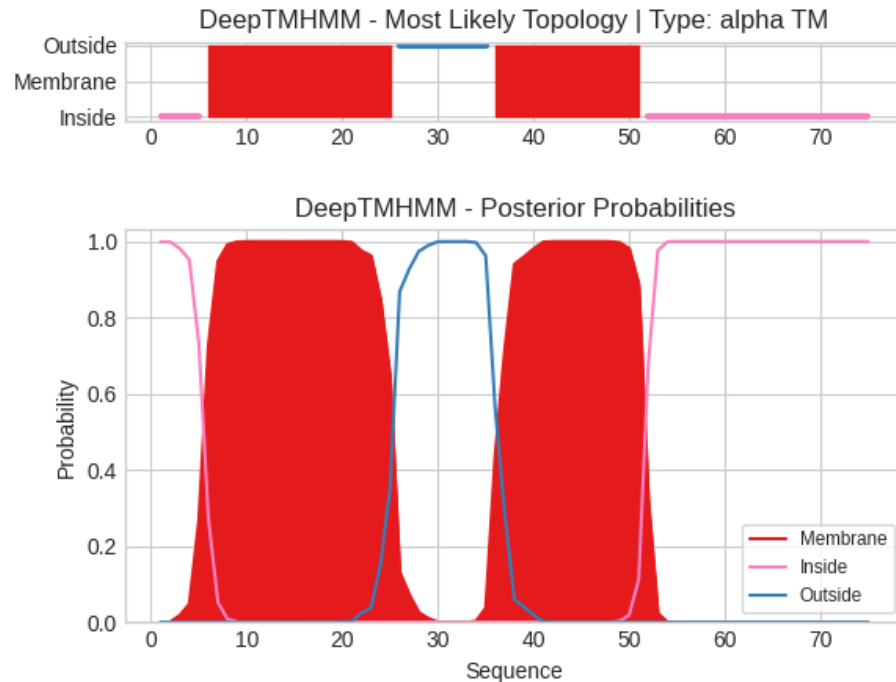 DeepTMHMM - Most Likely Topology | Type: alpha TM
Outside
Membrane
Inside
0 10 20 30 40 50 60 70
DeepTMHMM - Posterior Probabilities
1.0
0.8
0.6
0.4
0.2
0.0
Probability
Membrane
Inside
Outside
0 10 20 30 40 50 60 70
Sequence